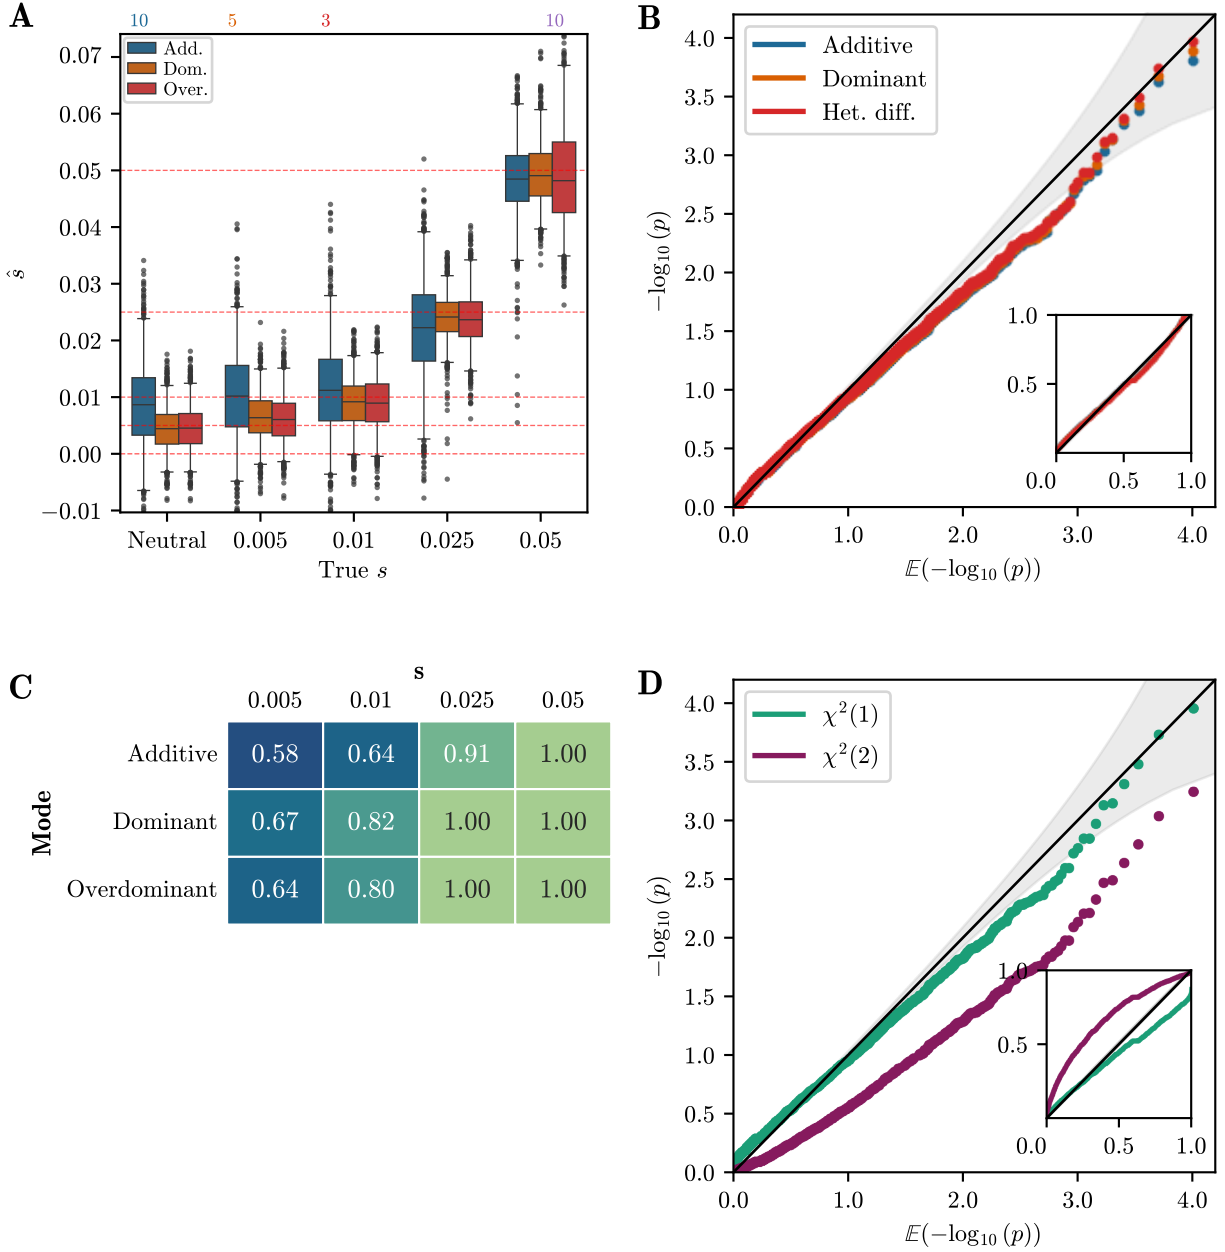 A
10 5 3 10
Add.
Dom.
Over.
0.07
0.06
0.05
0.04
0.03
0.02
0.01
0.00
−0.01
ŝ
Neutral 0.005 0.01 0.025 0.05
True s
B
Additive
Dominant
Het. diff.
4.0
3.5
3.0
2.5
2.0
1.5
1.0
0.5
0.0
−log₁₀ (p)
1.0
0.5
0.0 0.5 1.0
0.0 1.0 2.0 3.0 4.0
𝔼(−log₁₀ (p))
C
s
0.005 0.01 0.025 0.05
Mode
Additive 0.58 0.64 0.91 1.00
Dominant 0.67 0.82 1.00 1.00
Overdominant 0.64 0.80 1.00 1.00
D
χ²(1)
χ²(2)
4.0
3.5
3.0
2.5
2.0
1.5
1.0
0.5
0.0
−log₁₀ (p)
1.0
0.5
0.0 0.5 1.0
0.0 1.0 2.0 3.0 4.0
𝔼(−log₁₀ (p))